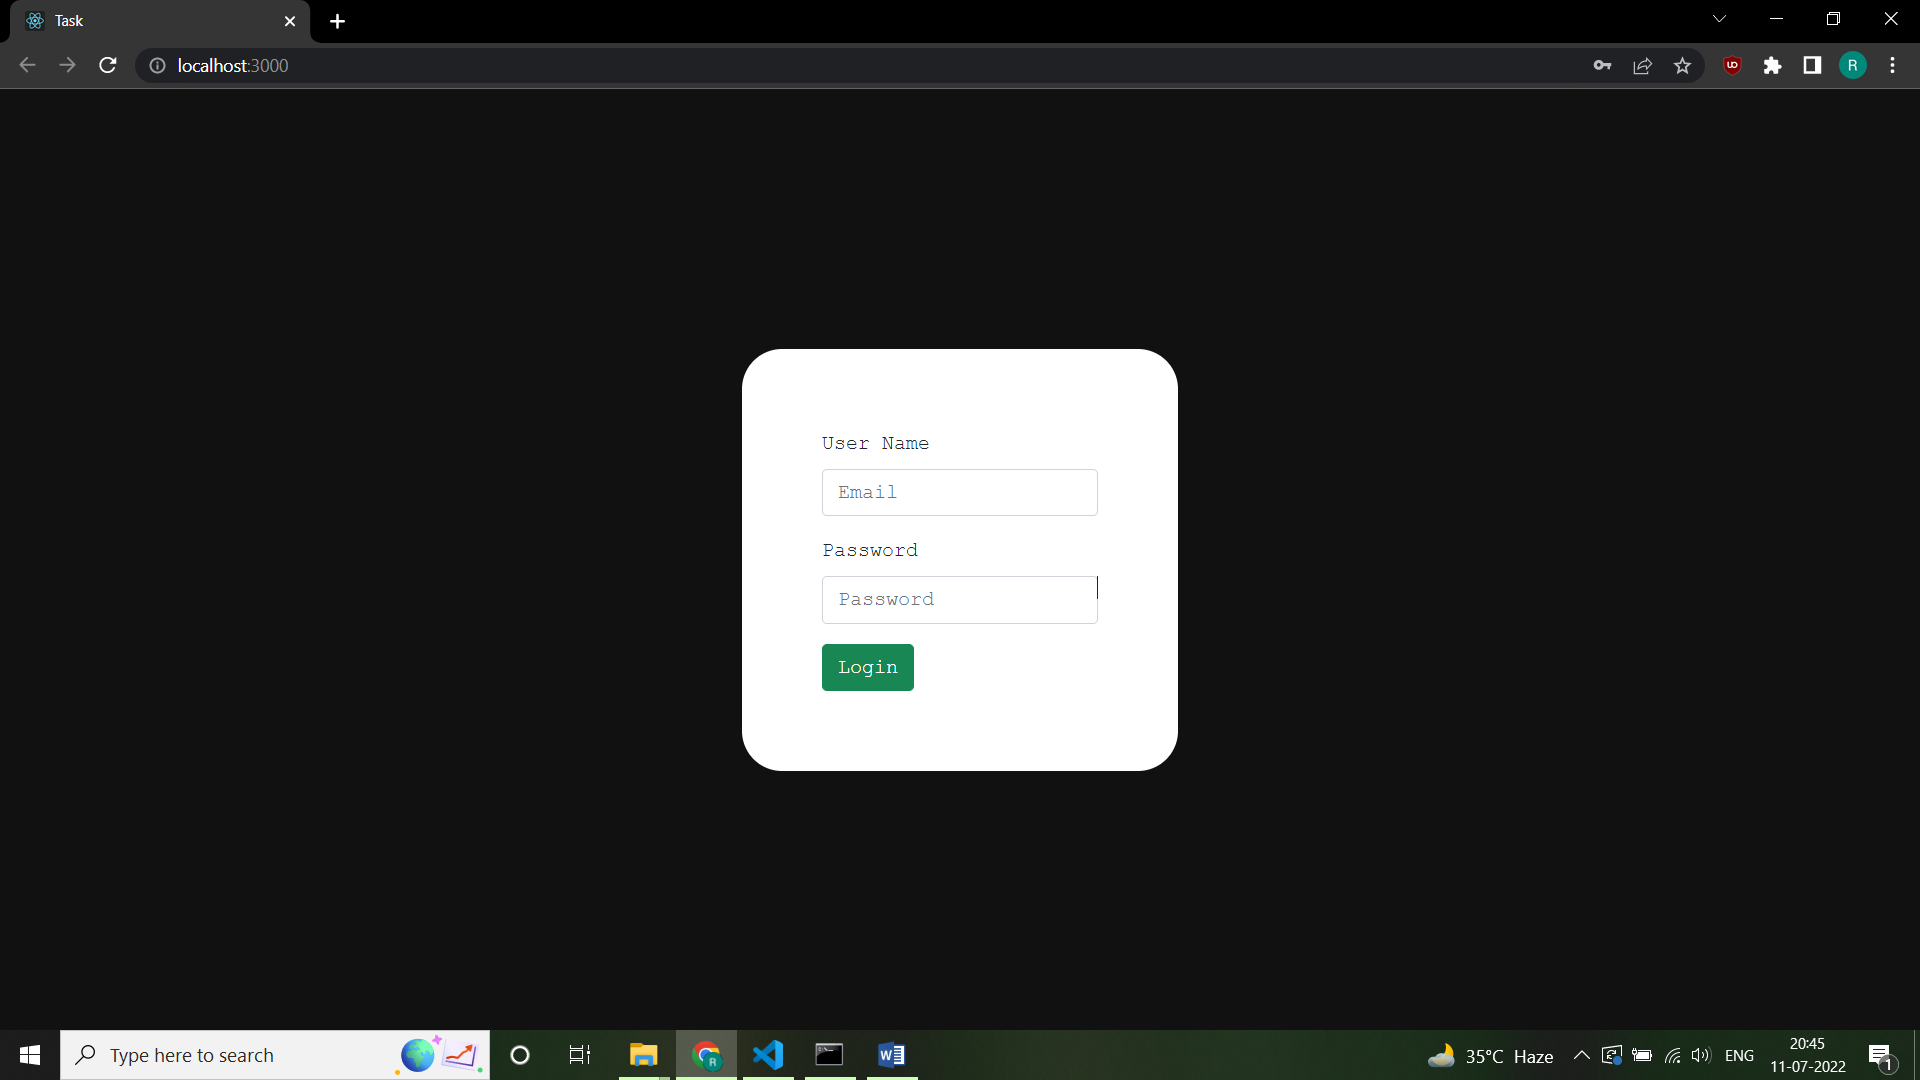 Task
localhost:3000
R
User Name
Email
Password
Password
Login
Type here to search
R
W
35°C Haze
ENG
20:45
11-07-2022
1